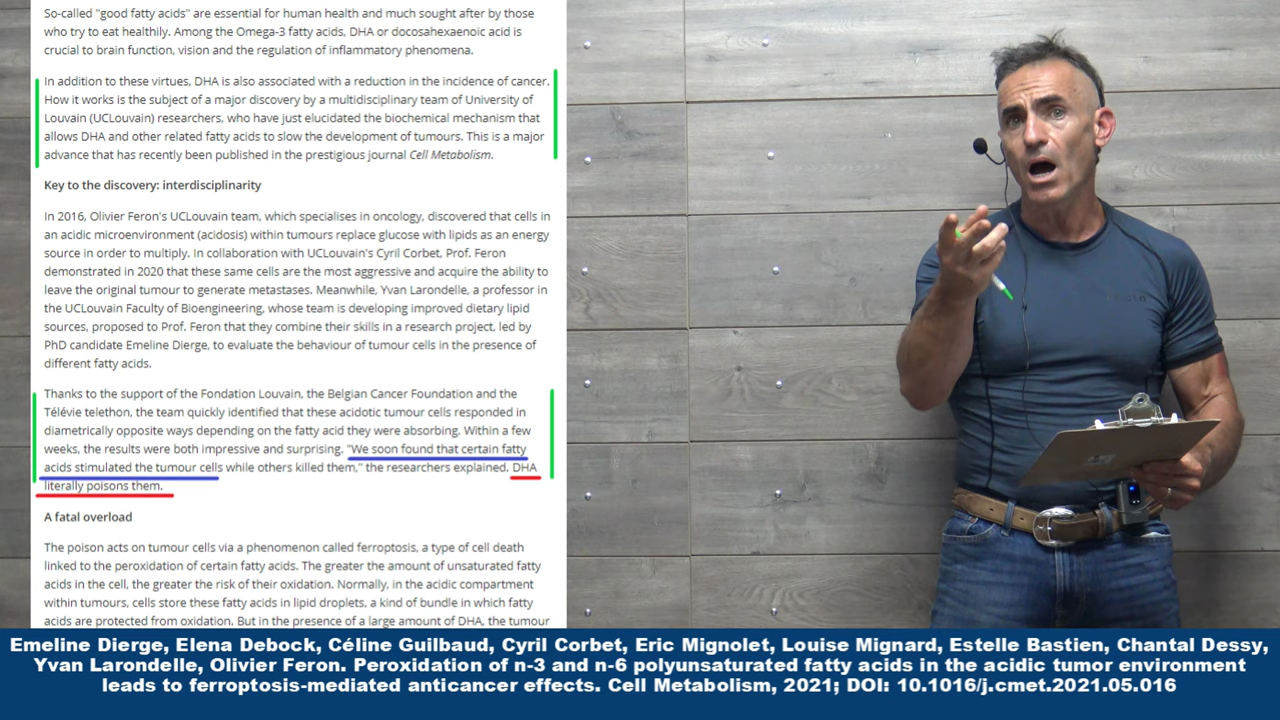 So-called "good fatty acids" are essential for human health and much sought after by those
who try to eat healthily. Among the Omega-3 fatty acids, DHA or docosahexaenoic acid is
crucial to brain function, vision and the regulation of inflammatory phenomena.
In addition to these virtues, DHA is also associated with a reduction in the incidence of cancer.
How it works is the subject of a major discovery by a multidisciplinary team of University of
Louvain (UCLouvain) researchers, who have just elucidated the biochemical mechanism that
allows DHA and other related fatty acids to slow the development of tumours. This is a major
advance that has recently been published in the prestigious journal Cell Metabolism.
Key to the discovery: interdisciplinarity
In 2016, Olivier Feron's UCLouvain team, which specialises in oncology, discovered that cells in
an acidic microenvironment (acidosis) within tumours replace glucose with lipids as an energy
source in order to multiply. In collaboration with UCLouvain's Cyril Corbet, Prof. Feron
demonstrated in 2020 that these same cells are the most aggressive and acquire the ability to
leave the original tumour to generate metastases. Meanwhile, Yvan Larondelle, a professor in
the UCLouvain Faculty of Bioengineering, whose team is developing improved dietary lipid
sources, proposed to Prof. Feron that they combine their skills in a research project, led by
PhD candidate Emeline Dierge, to evaluate the behaviour of tumour cells in the presence of
different fatty acids.
Thanks to the support of the Fondation Louvain, the Belgian Cancer Foundation and the
Télévie telethon, the team quickly identified that these acidotic tumour cells responded in
diametrically opposite ways depending on the fatty acid they were absorbing. Within a few
weeks, the results were both impressive and surprising. "We soon found that certain fatty
acids stimulated the tumour cells while others killed them," the researchers explained. DHA
literally poisons them.
A fatal overload
The poison acts on tumour cells via a phenomenon called ferroptosis, a type of cell death
linked to the peroxidation of certain fatty acids. The greater the amount of unsaturated fatty
acids in the cell, the greater the risk of their oxidation. Normally, in the acidic compartment
within tumours, cells store these fatty acids in lipid droplets, a kind of bundle in which fatty
acids are protected from oxidation. But in the presence of a large amount of DHA, the tumour
Emeline Dierge, Elena Debock, Céline Guilbaud, Cyril Corbet, Eric Mignolet, Louise Mignard, Estelle Bastien, Chantal Dessy,
Yvan Larondelle, Olivier Feron. Peroxidation of n-3 and n-6 polyunsaturated fatty acids in the acidic tumor environment
leads to ferroptosis-mediated anticancer effects. Cell Metabolism, 2021; DOI: 10.1016/j.cmet.2021.05.016